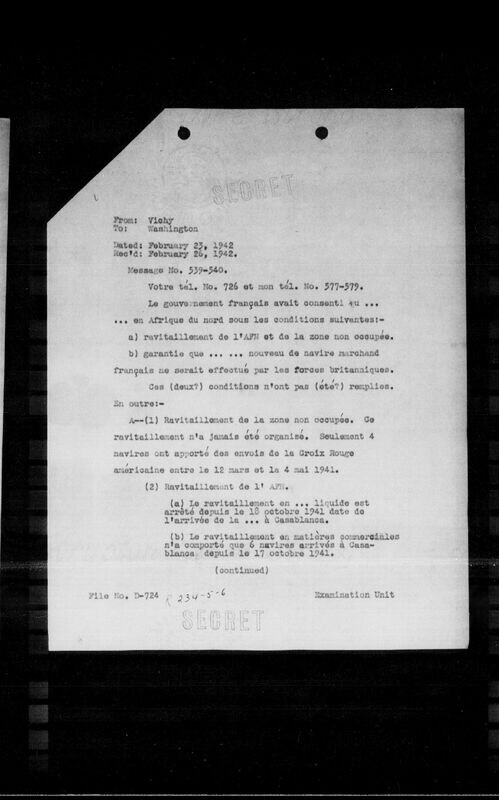 SECRET
From: Vichy
To: Washington
Dated: February 23, 1942
Rec'd: February 26, 1942.
Message No. 539-540.
Votre tél. No. 726 et mon tél. No. 577-579.
Le gouvernement français avait consenti au ...
... en Afrique du nord sous les conditions suivantes:-
a) ravitaillement de l'AFN et de la zone non occupée.
b) garantie que ... ... nouveau de navire marchand
français ne serait effectué par les forces britanniques.
Ces (deux?) conditions n'ont pas (été?) remplies.
En outre:-
A--(1) Ravitaillement de la zone non occupée. Ce
ravitaillement n'a jamais été organisé. Seulement 4
navires ont apporté des envois de la Croix Rouge
américaine entre le 12 mars et la 4 mai 1941.
(2) Ravitaillement de l' AFN.
(a) Le ravitaillement en ... liquide est
arrêté depuis le 18 octobre 1941 date de
l'arrivée de la ... à Casablanca.
(b) Le ravitaillement en matières commerciales
n'a comporté que 6 navires arrivés à Casa-
blanca depuis le 17 octobre 1941.
(continued)
File No. D-724 R 234-5-6 Examination Unit
SECRET